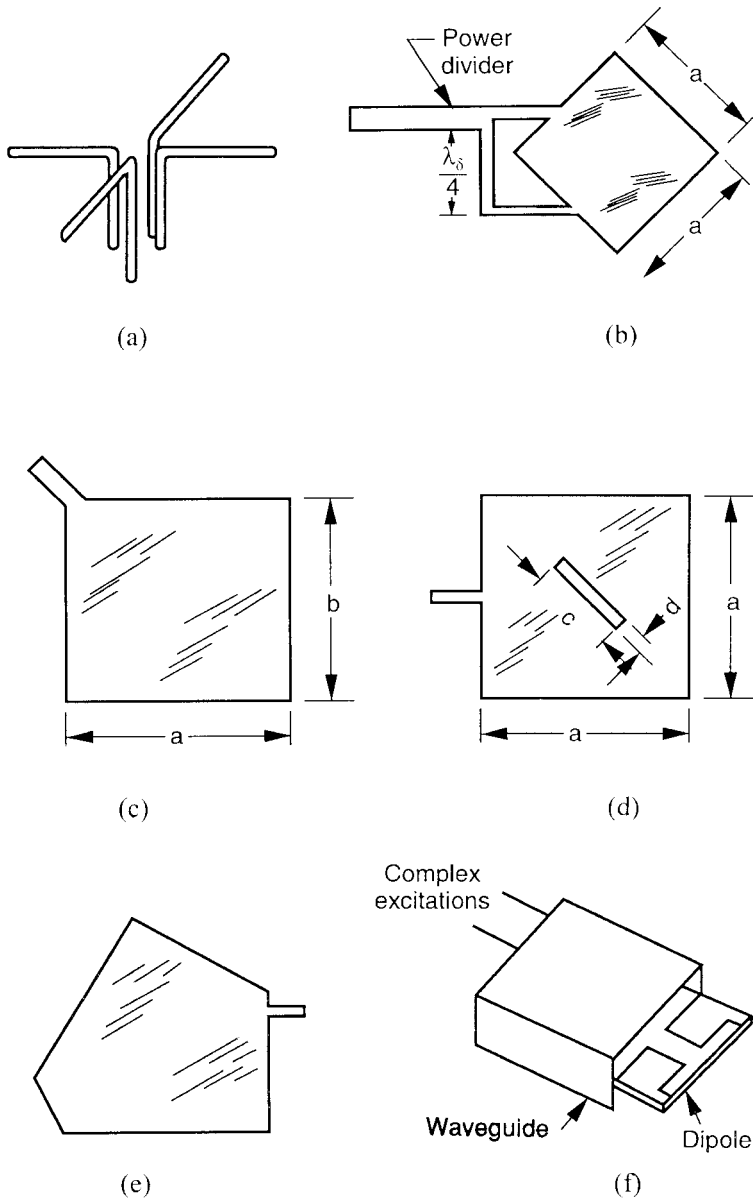 Power
divider
a
λδ
4
a
(a)
(b)
b
a
c
d
a
a
(c)
(d)
Complex
excitations
Waveguide
Dipole
(e)
(f)